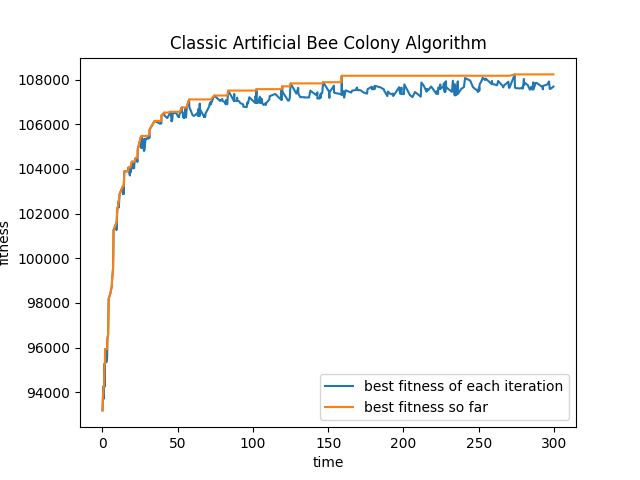 Classic Artificial Bee Colony Algorithm
108000
106000
104000
102000
100000
98000
96000
94000
fitness
0 50 100 150 200 250 300
time
best fitness of each iteration
best fitness so far